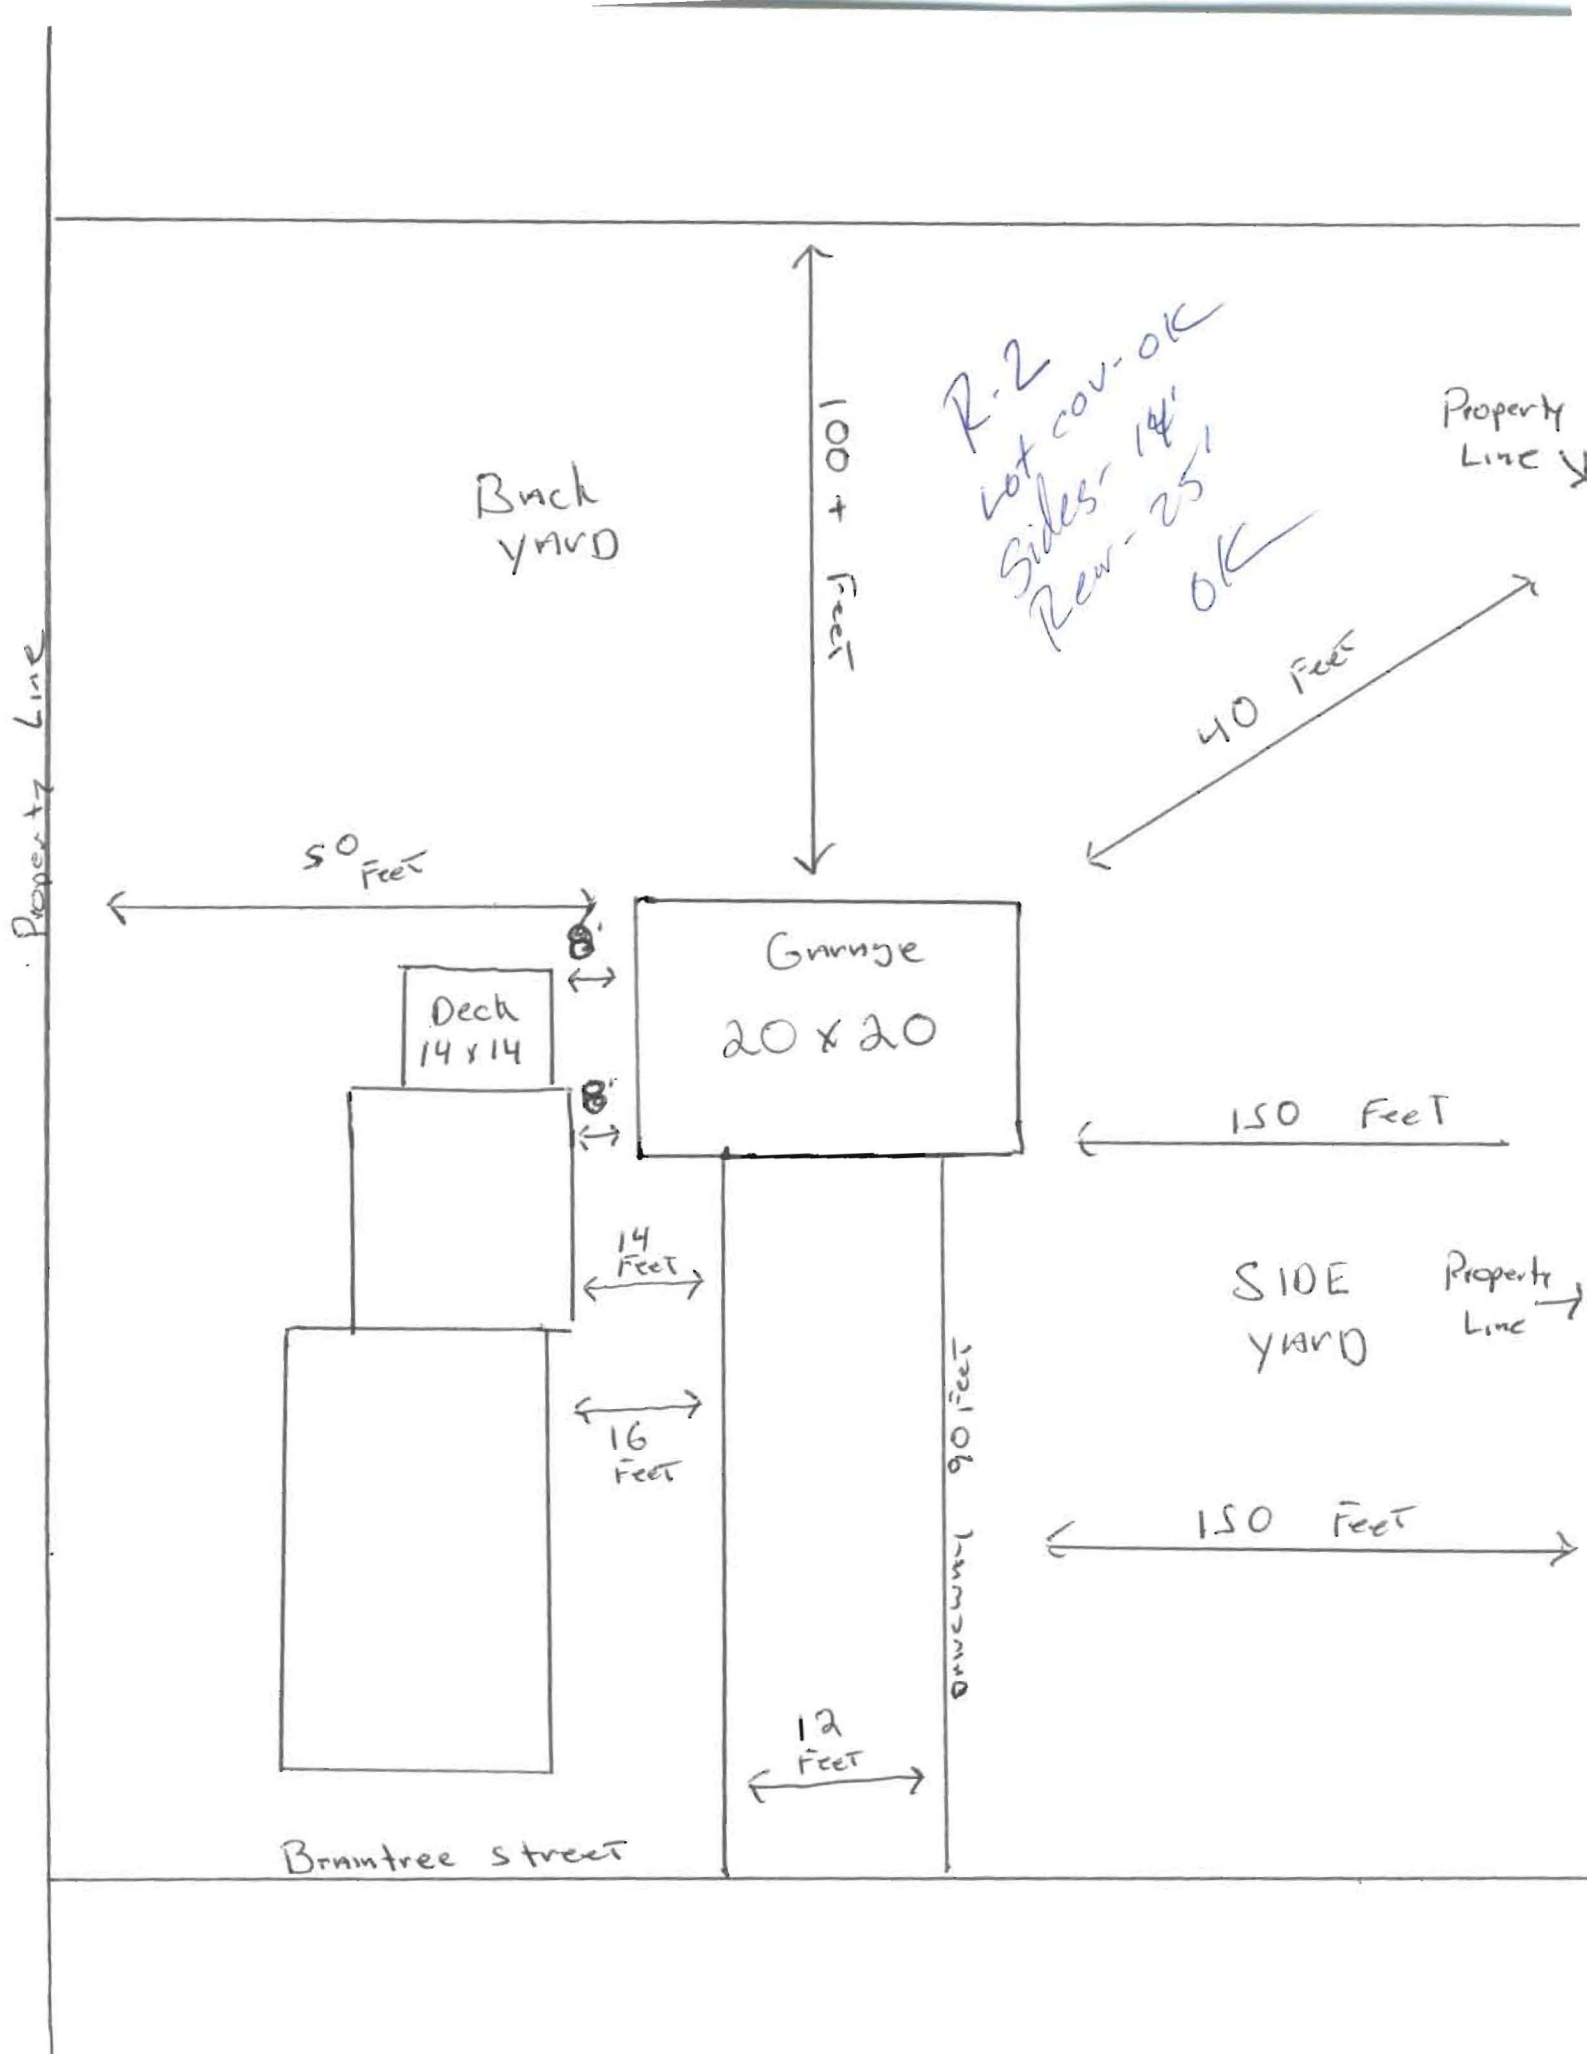 R-2
Lot cov-OK
Sides- 14'
Rear- 25'
OK
Property
Line
100 + Feet
Back
YArD
40 Feet
Property Line
50
Feet
8'
Garage
20 x 20
Deck
14 x 14
8'
150 FeeT
14
FeeT
SIDE
YArD
Property
Line
16
FeeT
DriveWay 90 FeeT
150 FeeT
12
FeeT
Braintree street